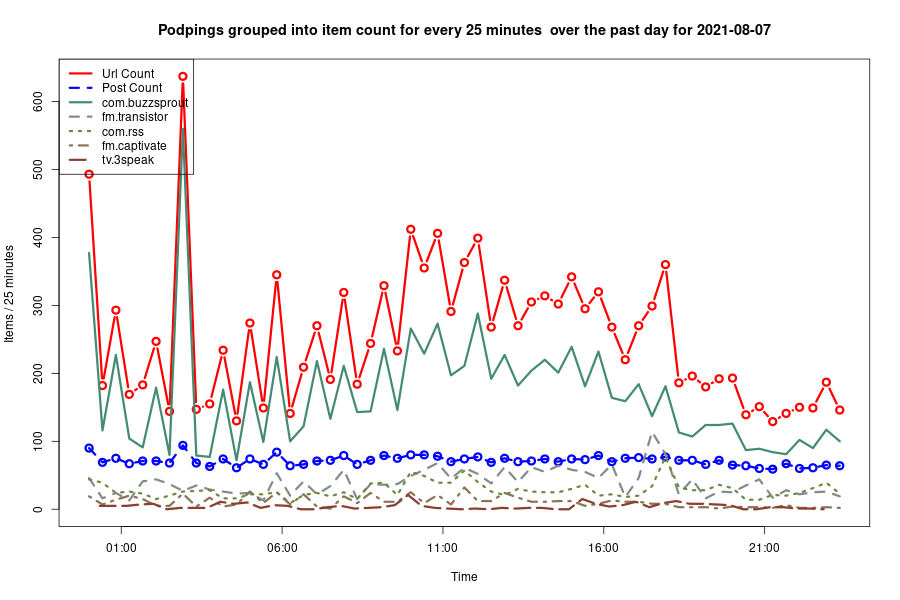 Podpings grouped into item count for every 25 minutes  over the past day for 2021-08-07
Url Count
Post Count
com.buzzsprout
fm.transistor
com.rss
fm.captivate
tv.3speak
Items / 25 minutes
600
500
400
300
200
100
0
01:00 06:00 11:00 16:00 21:00
Time